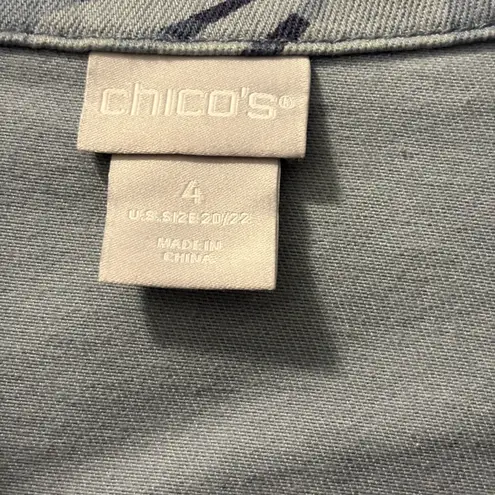 chico's®
4
U.S. SIZE 20/22
MADE IN
CHINA